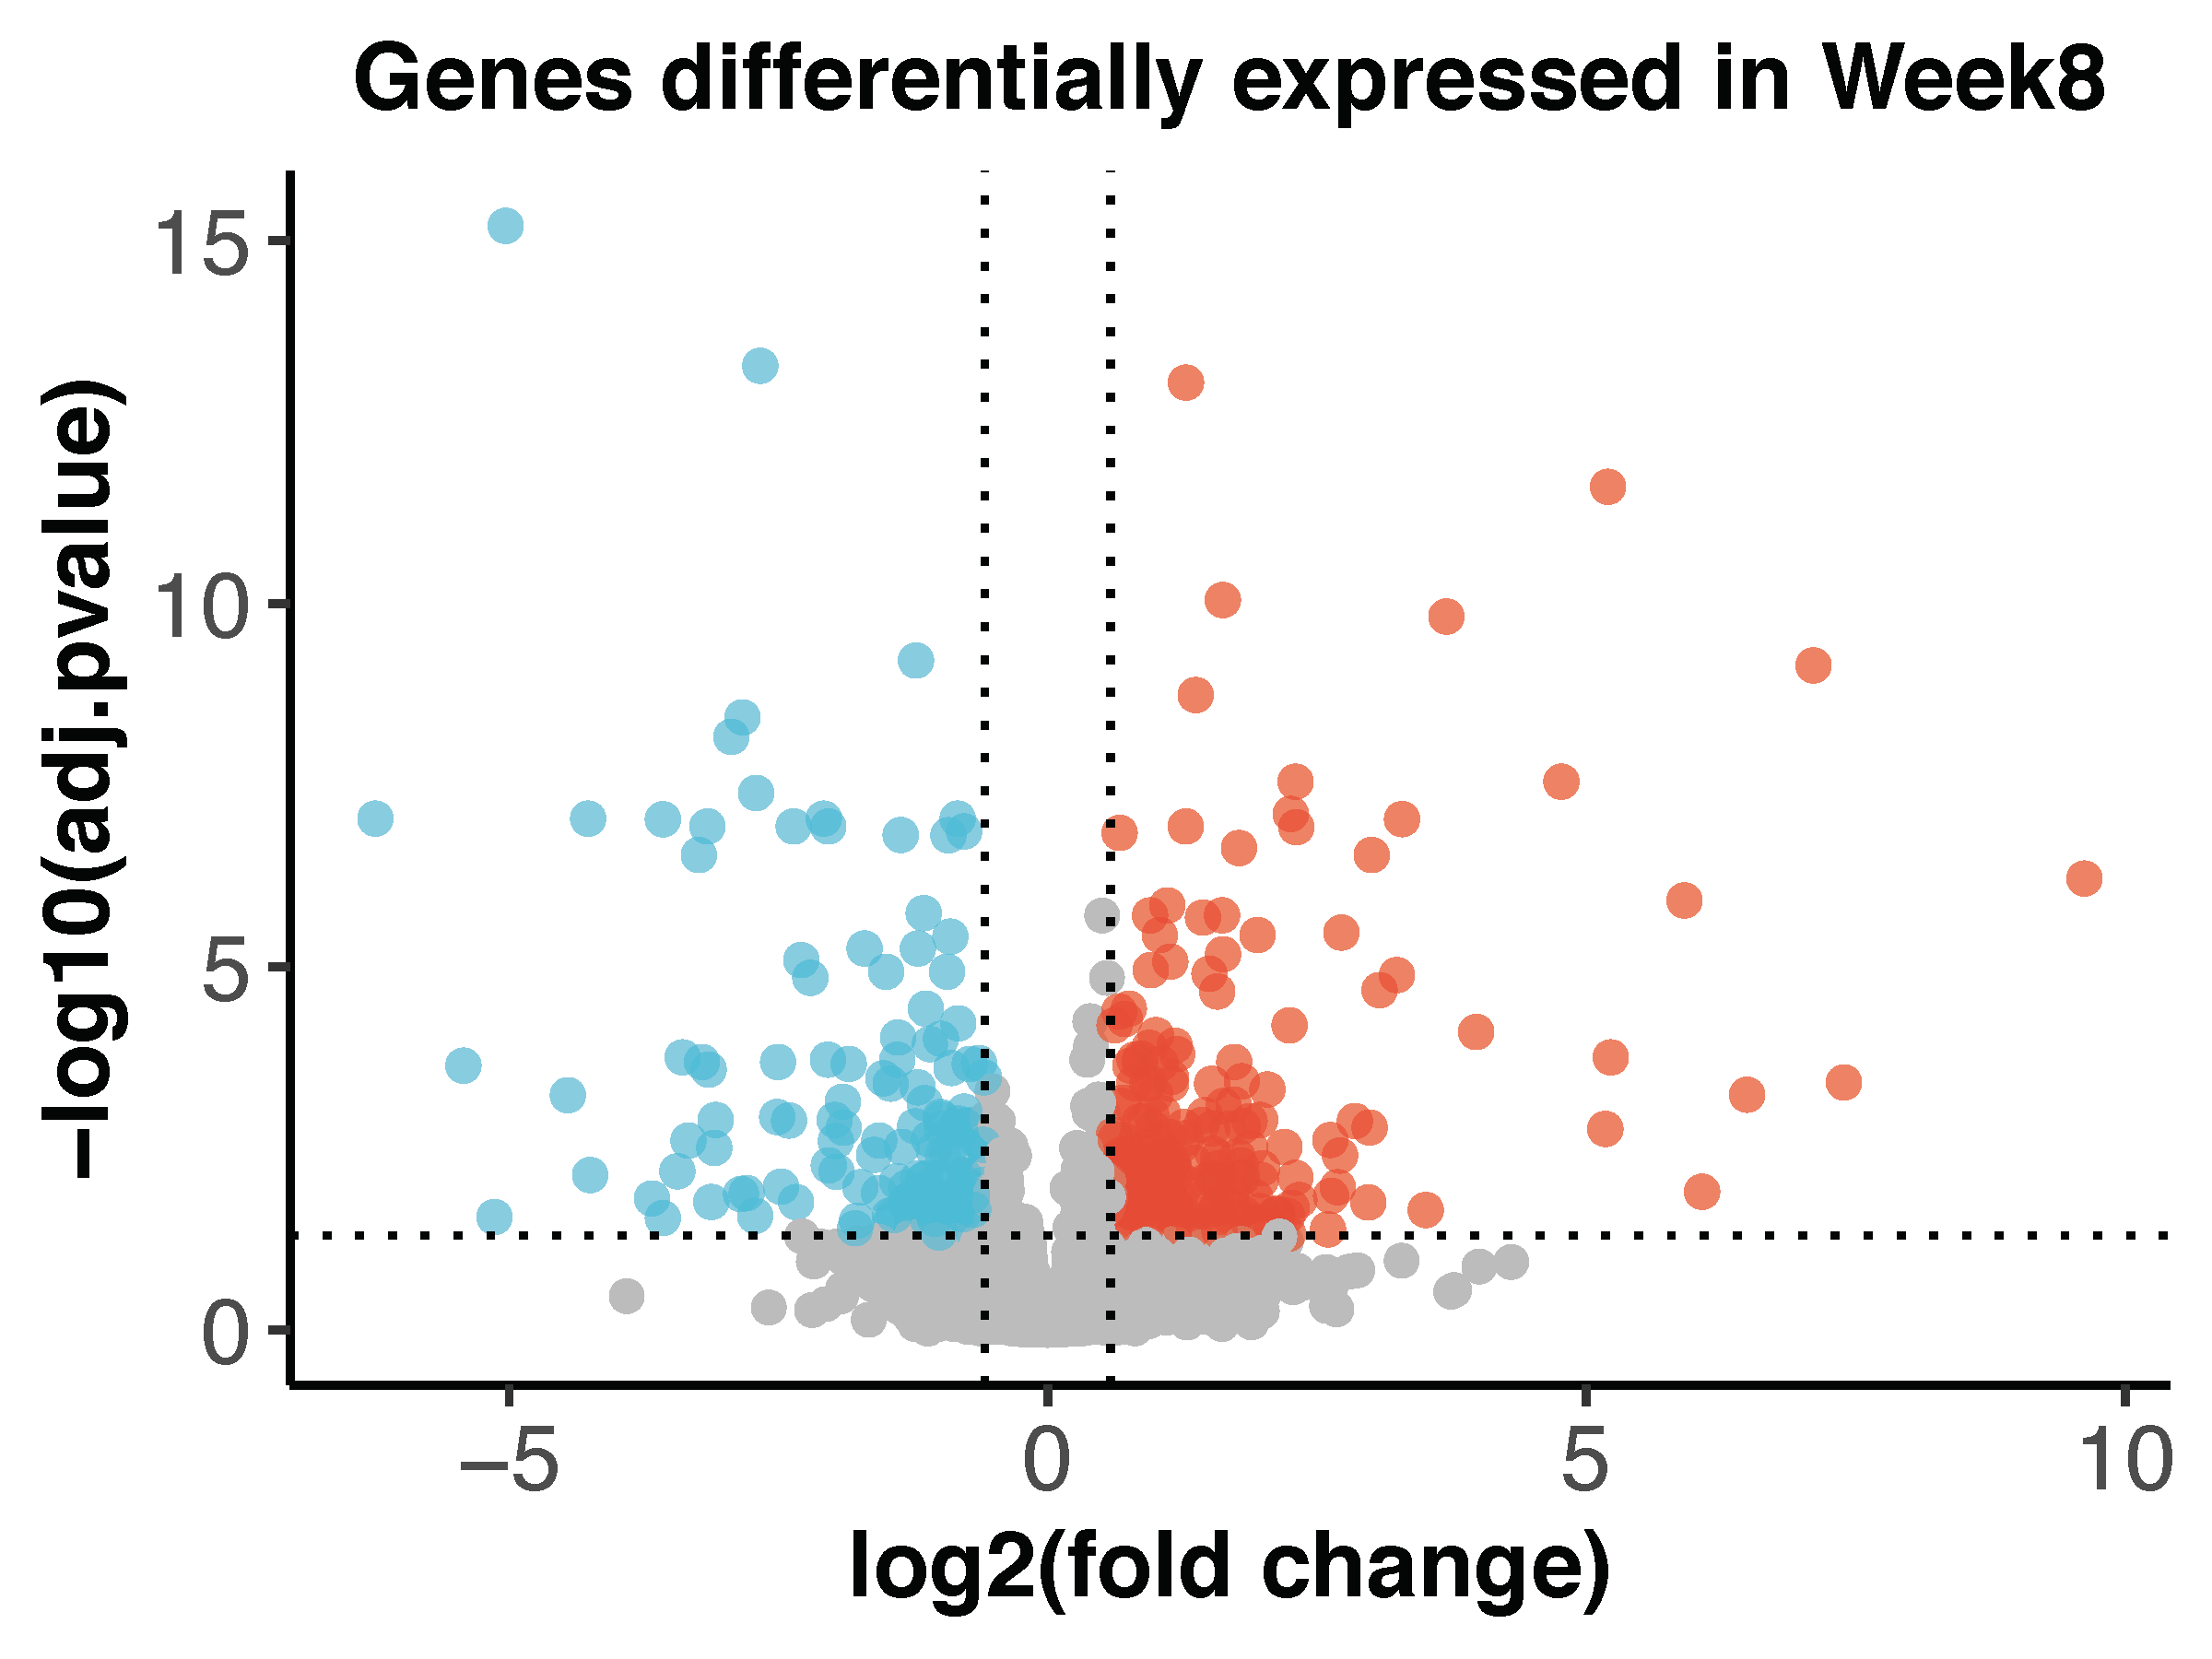 Genes differentially expressed in Week8
−log10(adj.pvalue)
15
10
5
0
−5 0 5 10
log2(fold change)